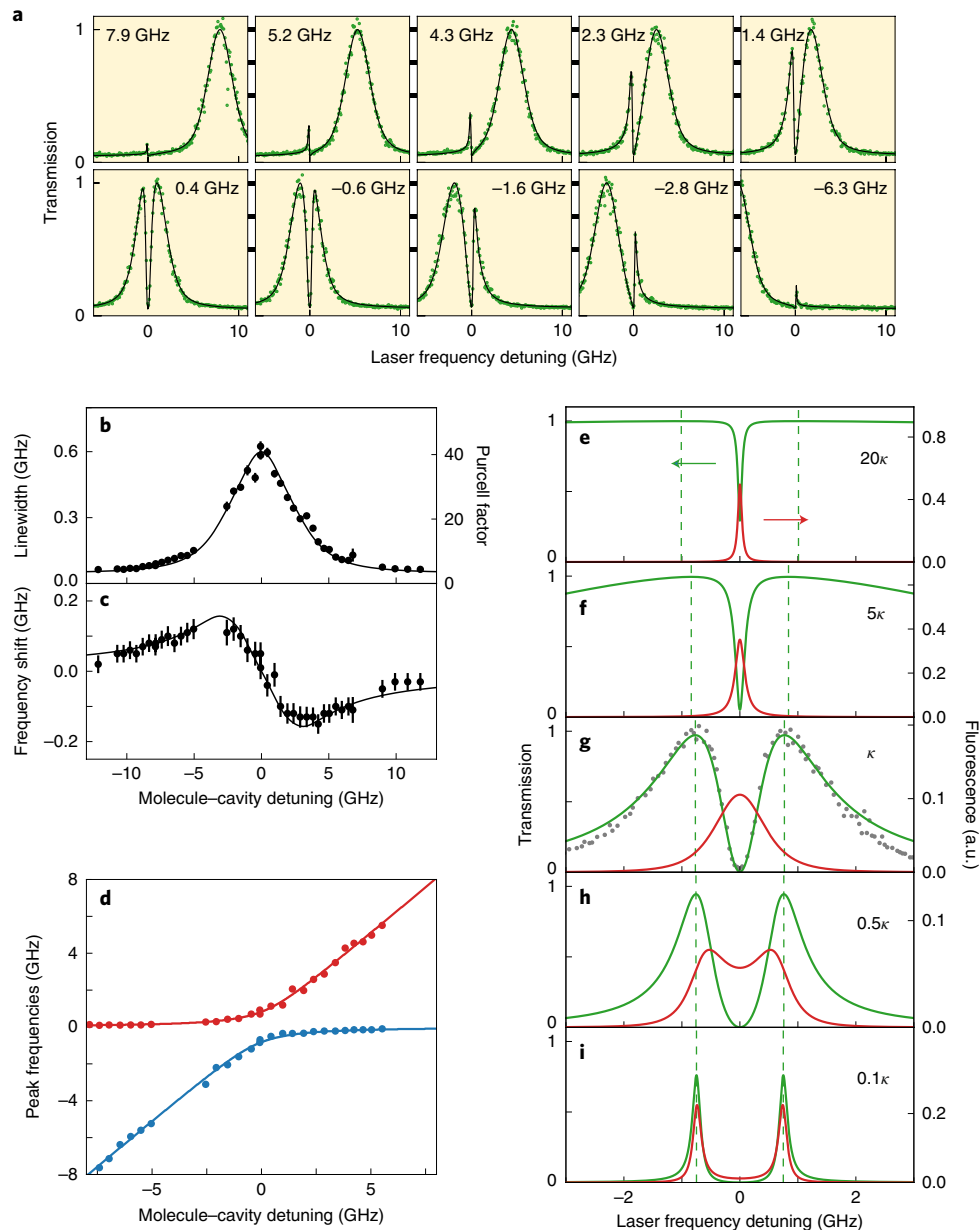 a
1
7.9 GHz
5.2 GHz
4.3 GHz
2.3 GHz
1.4 GHz
0
Transmission
1
0.4 GHz
−0.6 GHz
−1.6 GHz
−2.8 GHz
−6.3 GHz
0
0 10 0 10 0 10 0 10 0 10
Laser frequency detuning (GHz)
b
Linewidth (GHz)
0.6
0.3
0.0
Purcell factor
40
20
0
c
Frequency shift (GHz)
0.2
0.0
−0.2
−10 −5 0 5 10
Molecule–cavity detuning (GHz)
d
Peak frequencies (GHz)
8
4
0
−4
−8
−5 0 5
Molecule–cavity detuning (GHz)
e
20κ
1
0
0.8
0.4
0.0
f
5κ
1
0
0.4
0.2
0.0
g
κ
Transmission
1
0
Fluorescence (a.u.)
0.1
0.0
h
0.5κ
1
0
0.1
0.0
i
0.1κ
1
0
0.2
0.0
−2 0 2
Laser frequency detuning (GHz)